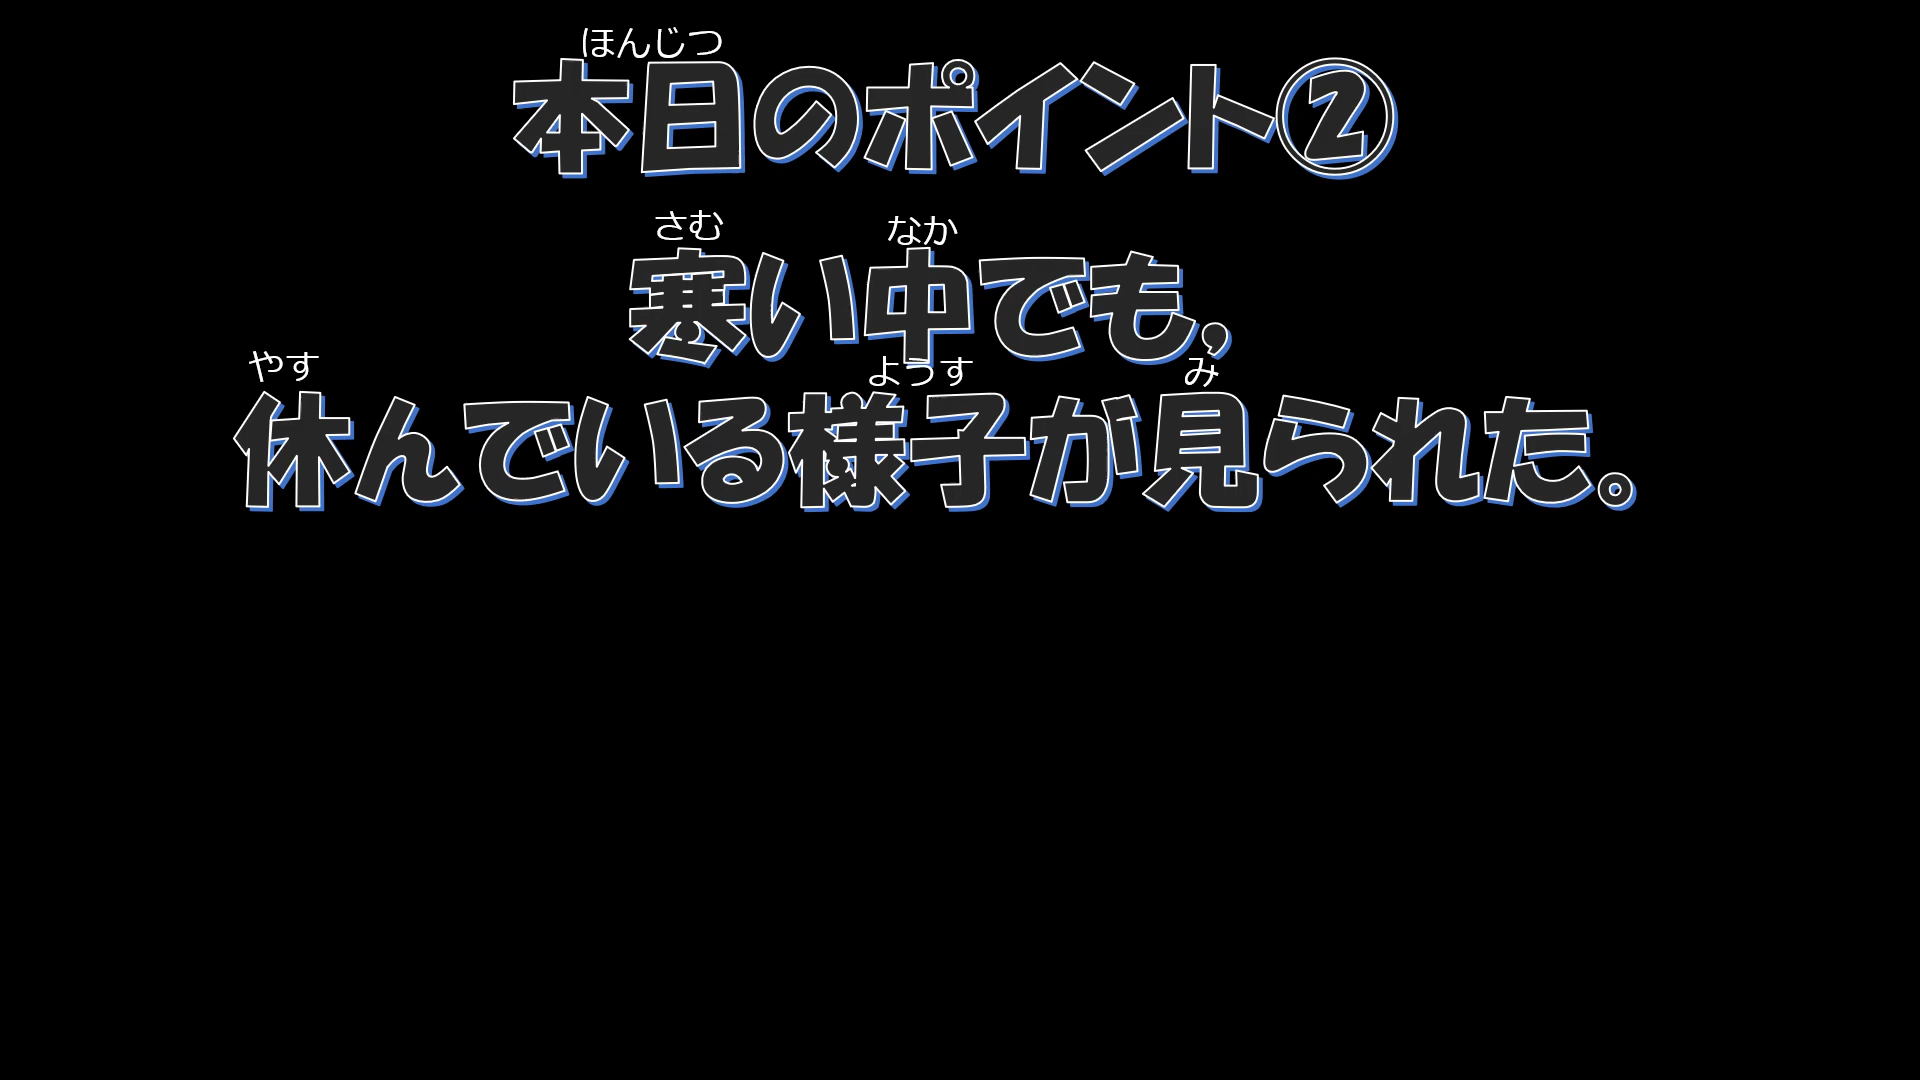 ほんじつ
本日のポイント②
さむ なか
寒い中でも,
やす ようす み
休んでいる様子が見られた。